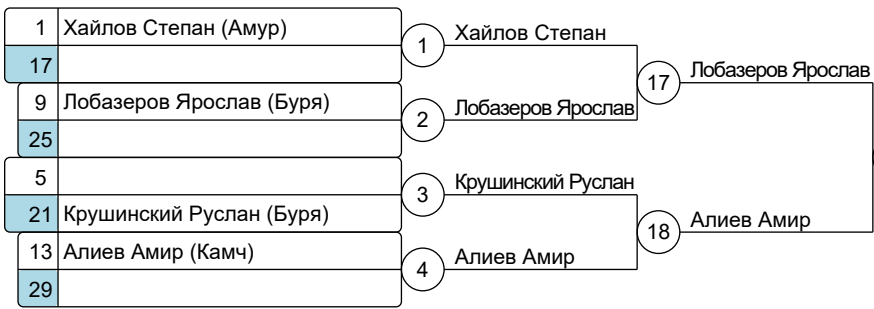 1 Хайлов Степан (Амур)
17
9 Лобазеров Ярослав (Буря)
25
5
21 Крушинский Руслан (Буря)
13 Алиев Амир (Камч)
29
1 Хайлов Степан
2 Лобазеров Ярослав
3 Крушинский Руслан
4 Алиев Амир
17 Лобазеров Ярослав
18 Алиев Амир